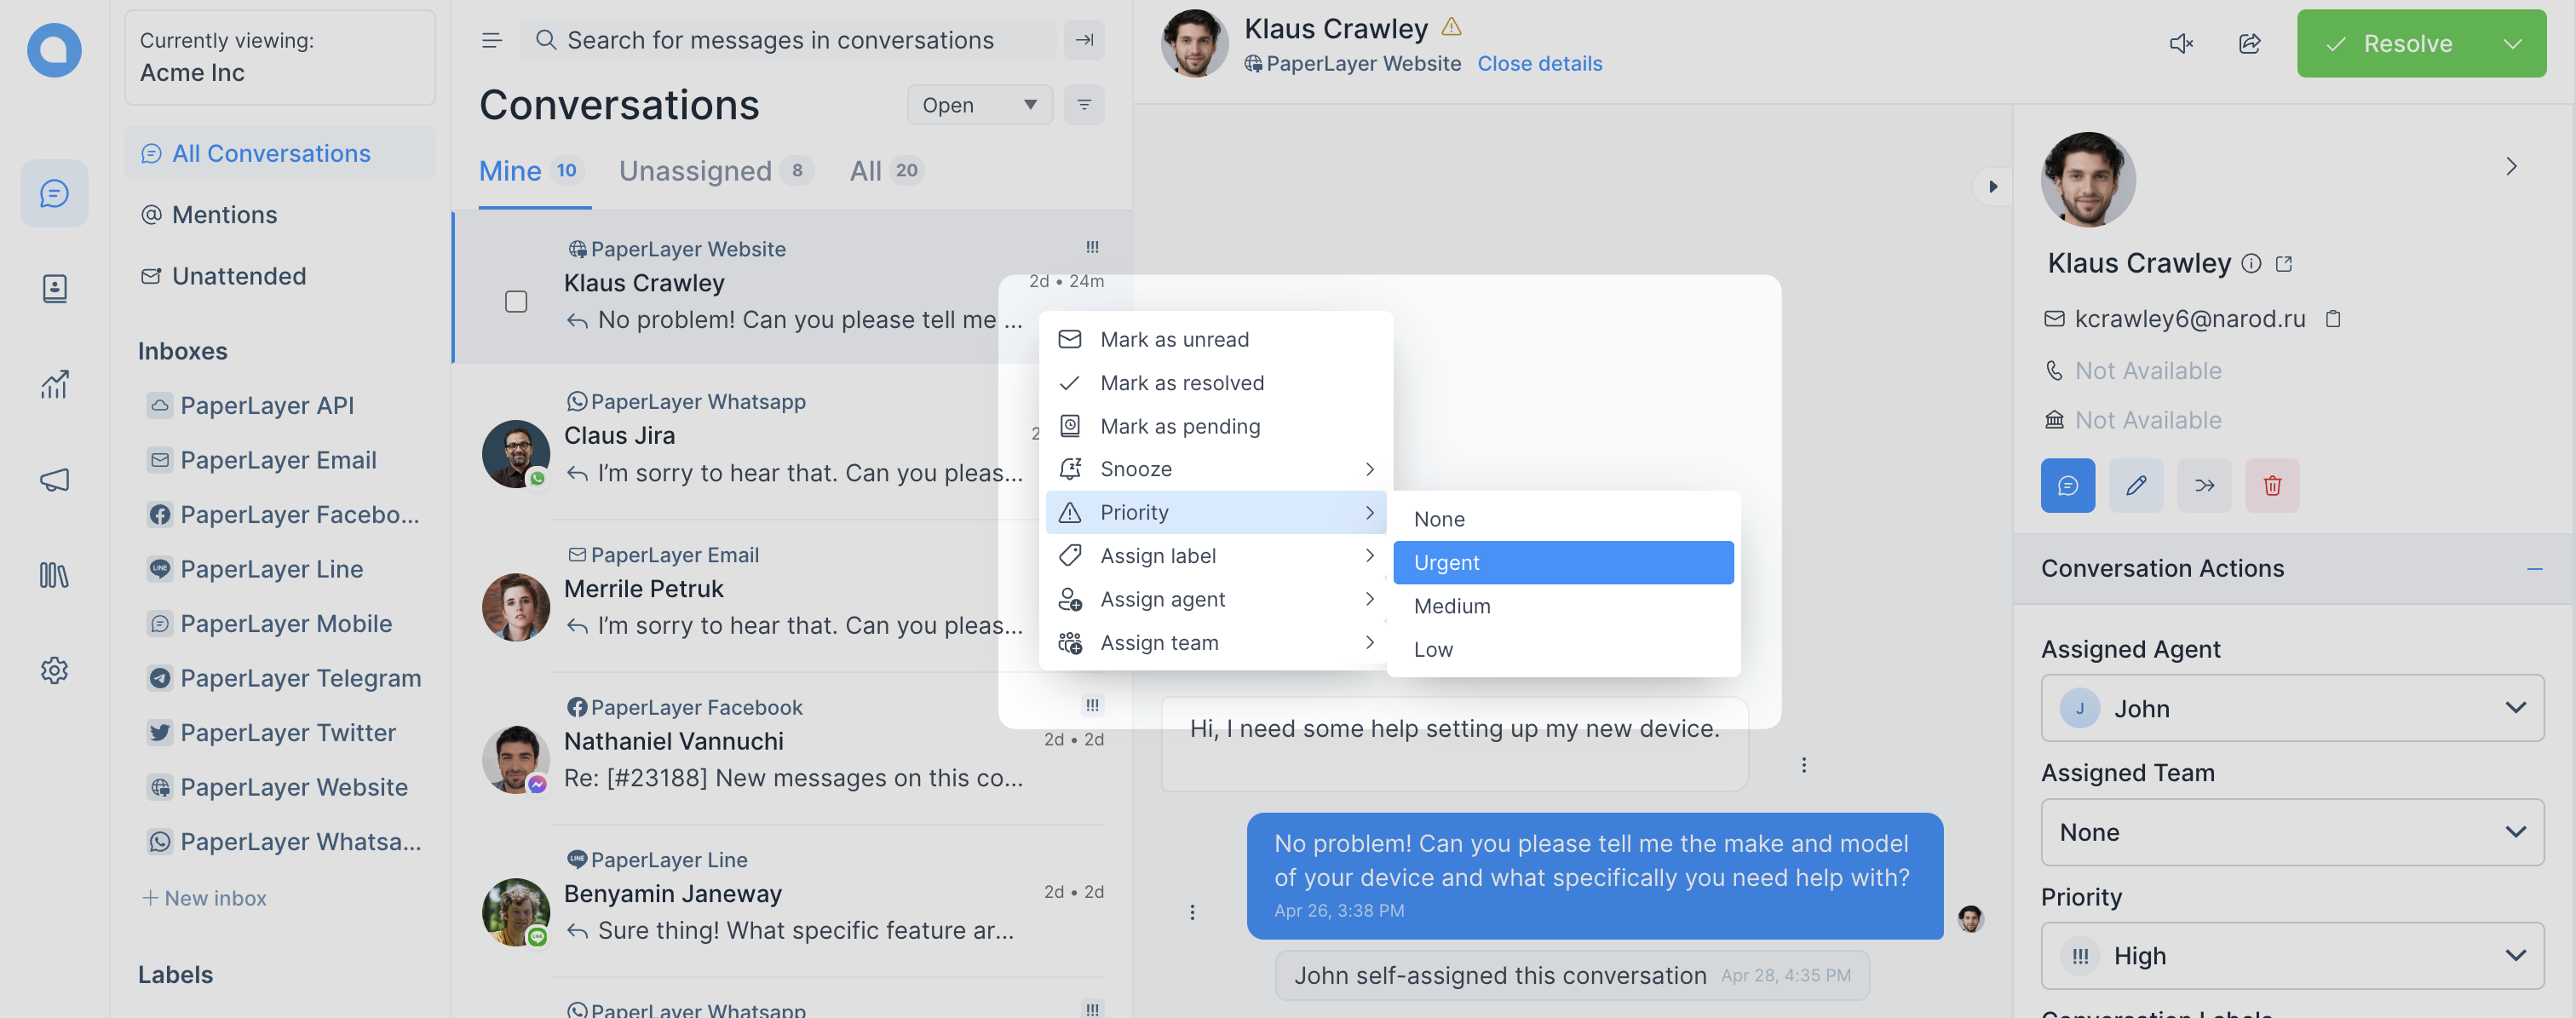 Currently viewing:
Acme Inc
All Conversations
Mentions
Unattended
Inboxes
PaperLayer API
PaperLayer Email
PaperLayer Facebo...
PaperLayer Line
PaperLayer Mobile
PaperLayer Telegram
PaperLayer Twitter
PaperLayer Website
PaperLayer Whatsa...
New inbox
Labels
Search for messages in conversations
Conversations
Open
Mine 10 Unassigned 8 All 20
PaperLayer Website
Klaus Crawley
2d • 24m
No problem! Can you please tell me ...
PaperLayer Whatsapp
Claus Jira
2
I'm sorry to hear that. Can you pleas...
PaperLayer Email
Merrile Petruk
I'm sorry to hear that. Can you pleas...
PaperLayer Facebook
Nathaniel Vannuchi
2d • 2d
Re: [#23188] New messages on this co...
LINE PaperLayer Line
Benyamin Janeway
2d • 2d
Sure thing! What specific feature ar...
PaperLayer Whatsapp
Mark as unread
Mark as resolved
Mark as pending
Snooze
Priority
Assign label
Assign agent
Assign team
None
Urgent
Medium
Low
Klaus Crawley
PaperLayer Website Close details
Resolve
Hi, I need some help setting up my new device.
No problem! Can you please tell me the make and model
of your device and what specifically you need help with?
Apr 26, 3:38 PM
John self-assigned this conversation Apr 28, 4:35 PM
Klaus Crawley
kcrawley6@narod.ru
Not Available
Not Available
Conversation Actions
Assigned Agent
J John
Assigned Team
None
Priority
!!! High
Conversation Labels